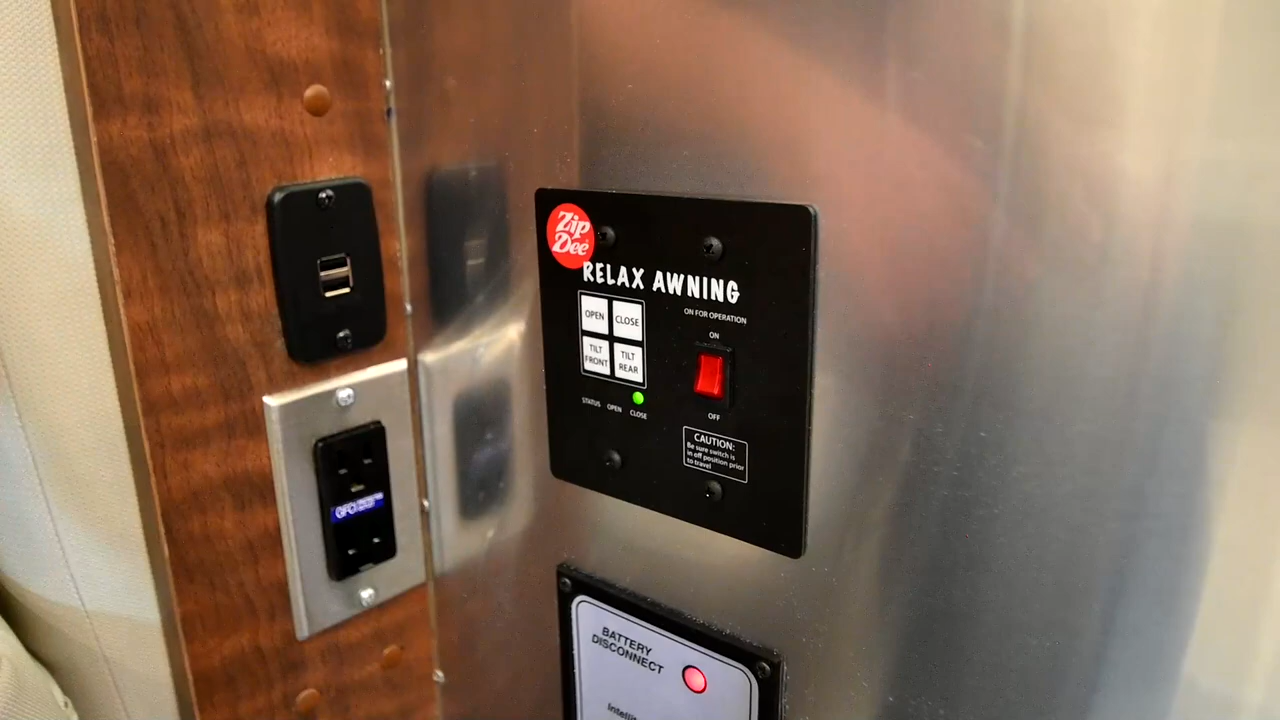 Zip
Dee
RELAX AWNING
OPEN
CLOSE
ON FOR OPERATION
ON
TILT
FRONT
TILT
REAR
STATUS OPEN CLOSE
OFF
CAUTION:
Be sure switch is
in off position prior
to travel
GFCI
BATTERY
DISCONNECT